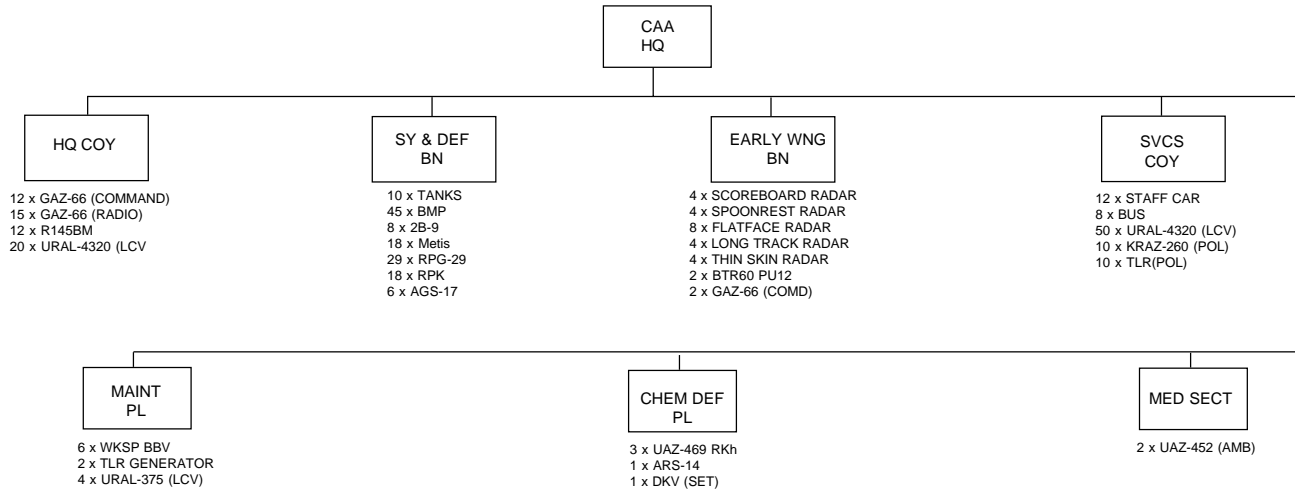 CAA
HQ
HQ COY
12 x GAZ-66 (COMMAND)
15 x GAZ-66 (RADIO)
12 x R145BM
20 x URAL-4320 (LCV
SY & DEF
BN
10 x TANKS
45 x BMP
8 x 2B-9
18 x Metis
29 x RPG-29
18 x RPK
6 x AGS-17
EARLY WNG
BN
4 x SCOREBOARD RADAR
4 x SPOONREST RADAR
8 x FLATFACE RADAR
4 x LONG TRACK RADAR
4 x THIN SKIN RADAR
2 x BTR60 PU12
2 x GAZ-66 (COMD)
SVCS
COY
12 x STAFF CAR
8 x BUS
50 x URAL-4320 (LCV)
10 x KRAZ-260 (POL)
10 x TLR(POL)
MAINT
PL
6 x WKSP BBV
2 x TLR GENERATOR
4 x URAL-375 (LCV)
CHEM DEF
PL
3 x UAZ-469 RKh
1 x ARS-14
1 x DKV (SET)
MED SECT
2 x UAZ-452 (AMB)